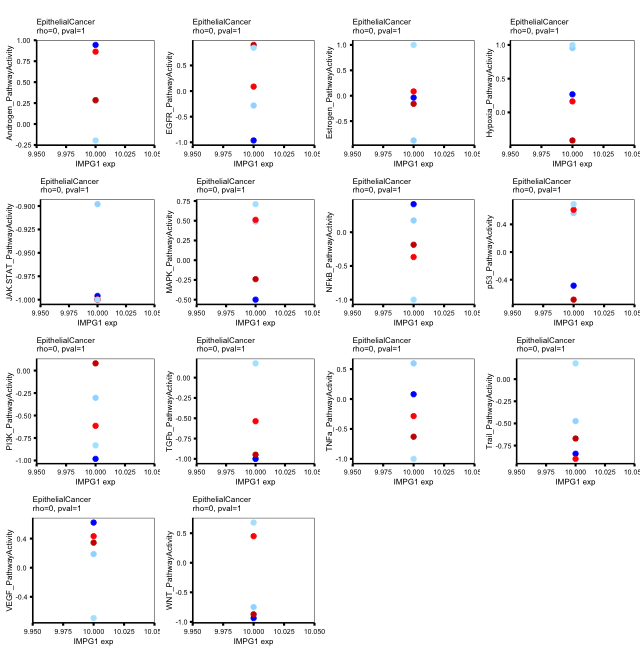 EpithelialCancer
rho=0, pval=1
Androgen_PathwayActivity
1.00
0.75
0.50
0.25
0.00
-0.25
9.950 9.975 10.000 10.025 10.05
IMPG1 exp
EpithelialCancer
rho=0, pval=1
EGFR_PathwayActivity
0.5
0.0
-0.5
-1.0
9.950 9.975 10.000 10.025 10.05
IMPG1 exp
EpithelialCancer
rho=0, pval=1
Estrogen_PathwayActivity
1.0
0.5
0.0
-0.5
9.950 9.975 10.000 10.025 10.05
IMPG1 exp
EpithelialCancer
rho=0, pval=1
Hypoxia_PathwayActivity
1.0
0.5
0.0
9.950 9.975 10.000 10.025 10.05
IMPG1 exp
EpithelialCancer
rho=0, pval=1
JAK.STAT_PathwayActivity
-0.900
-0.925
-0.950
-0.975
-1.000
9.950 9.975 10.000 10.025 10.05
IMPG1 exp
EpithelialCancer
rho=0, pval=1
MAPK_PathwayActivity
0.75
0.50
0.25
0.00
-0.25
-0.50
9.950 9.975 10.000 10.025 10.050
IMPG1 exp
EpithelialCancer
rho=0, pval=1
NFkB_PathwayActivity
0.0
-0.5
-1.0
9.950 9.975 10.000 10.025 10.05
IMPG1 exp
EpithelialCancer
rho=0, pval=1
p53_PathwayActivity
0.4
0.0
-0.4
9.950 9.975 10.000 10.025 10.05
IMPG1 exp
EpithelialCancer
rho=0, pval=1
PI3K_PathwayActivity
0.00
-0.25
-0.50
-0.75
-1.00
9.950 9.975 10.000 10.025 10.05
IMPG1 exp
EpithelialCancer
rho=0, pval=1
TGFb_PathwayActivity
0.00
-0.25
-0.50
-0.75
-1.00
9.950 9.975 10.000 10.025 10.050
IMPG1 exp
EpithelialCancer
rho=0, pval=1
TNFa_PathwayActivity
0.5
0.0
-0.5
-1.0
9.950 9.975 10.000 10.025 10.05
IMPG1 exp
EpithelialCancer
rho=0, pval=1
Trail_PathwayActivity
0.00
-0.25
-0.50
-0.75
9.950 9.975 10.000 10.025 10.05
IMPG1 exp
EpithelialCancer
rho=0, pval=1
VEGF_PathwayActivity
0.4
0.0
-0.4
9.950 9.975 10.000 10.025 10.05
IMPG1 exp
EpithelialCancer
rho=0, pval=1
WNT_PathwayActivity
0.5
0.0
-0.5
-1.0
9.950 9.975 10.000 10.025 10.050
IMPG1 exp